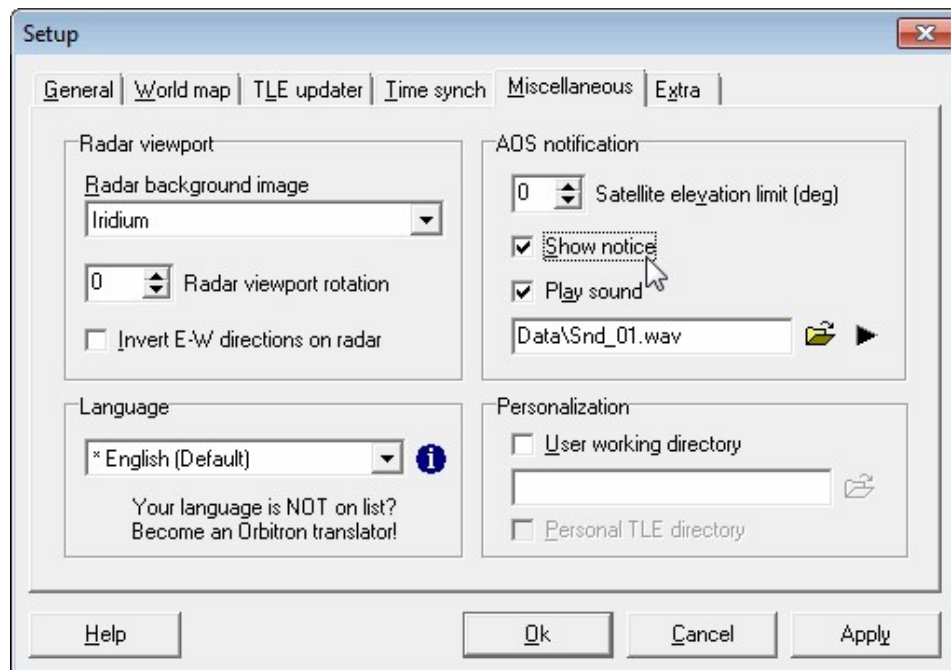 Setup
General
World map
TLE updater
Time synch
Miscellaneous
Extra
Radar viewport
Radar background image
Iridium
0
Radar viewport rotation
Invert E-W directions on radar
AOS notification
0
Satellite elevation limit (deg)
Show notice
Play sound
Data\Snd_01.wav
Language
* English (Default)
Your language is NOT on list?
Become an Orbitron translator!
Personalization
User working directory
Personal TLE directory
Help
Ok
Cancel
Apply